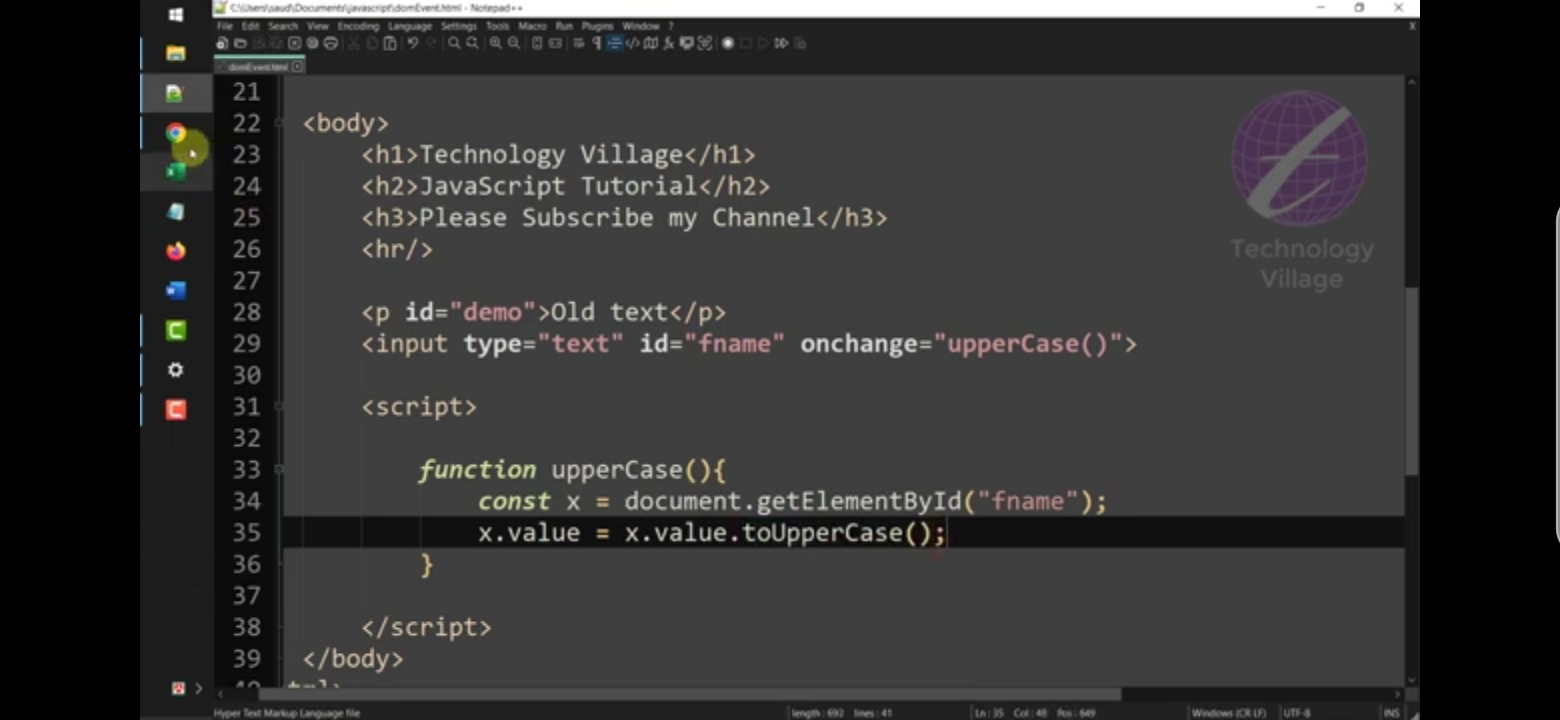 C:\Users\saud\Documents\javascript\domEvent.html - Notepad++
File Edit Search View Encoding Language Settings Tools Macro Run Plugins Window ?
X
domEvent.html
21
22 <body>
23 <h1>Technology Village</h1>
24 <h2>JavaScript Tutorial</h2>
25 <h3>Please Subscribe my Channel</h3>
26 <hr/>
27
28 <p id="demo">Old text</p>
29 <input type="text" id="fname" onchange="upperCase()">
30
31 <script>
32
33 function upperCase(){
34 const x = document.getElementById("fname");
35 x.value = x.value.toUpperCase();
36 }
37
38 </script>
39 </body>
Technology
Village
Hyper Text Markup Language file length : 693 lines : 41 Ln : 35 Col : 48 Pos : 649 Windows (CR LF) UTF-8 INS